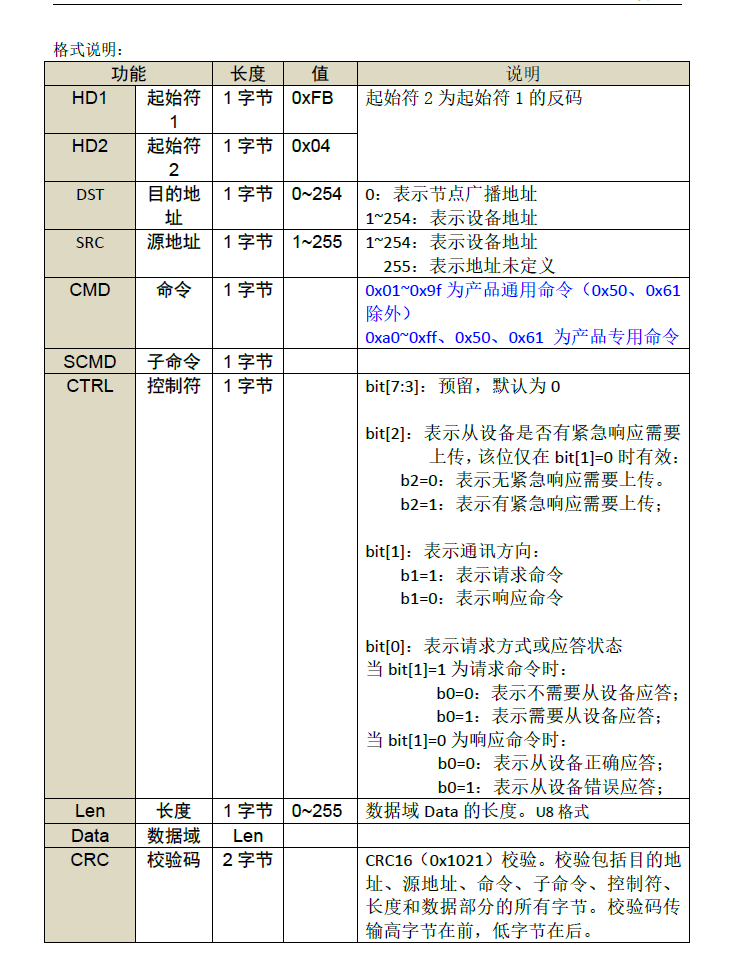 格式说明：
功能 长度 值 说明
HD1 起始符1 1 字节 0xFB 起始符 2 为起始符 1 的反码
HD2 起始符2 1 字节 0x04
DST 目的地址 1 字节 0~254 0：表示节点广播地址
1~254：表示设备地址
SRC 源地址 1 字节 1~255 1~254：表示设备地址
255：表示地址未定义
CMD 命令 1 字节 0x01~0x9f 为产品通用命令（0x50、0x61
除外）
0xa0~0xff、0x50、0x61 为产品专用命令
SCMD 子命令 1 字节
CTRL 控制符 1 字节 bit[7:3]：预留，默认为 0
bit[2]：表示从设备是否有紧急响应需要
上传，该位仅在 bit[1]=0 时有效：
b2=0：表示无紧急响应需要上传。
b2=1：表示有紧急响应需要上传；
bit[1]：表示通讯方向：
b1=1：表示请求命令
b1=0：表示响应命令
bit[0]：表示请求方式或应答状态
当 bit[1]=1 为请求命令时：
b0=0：表示不需要从设备应答；
b0=1：表示需要从设备应答；
当 bit[1]=0 为响应命令时：
b0=0：表示从设备正确应答；
b0=1：表示从设备错误应答；
Len 长度 1 字节 0~255 数据域 Data 的长度。U8 格式
Data 数据域 Len
CRC 校验码 2 字节 CRC16（0x1021）校验。校验包括目的地
址、源地址、命令、子命令、控制符、
长度和数据部分的所有字节。校验码传
输高字节在前，低字节在后。